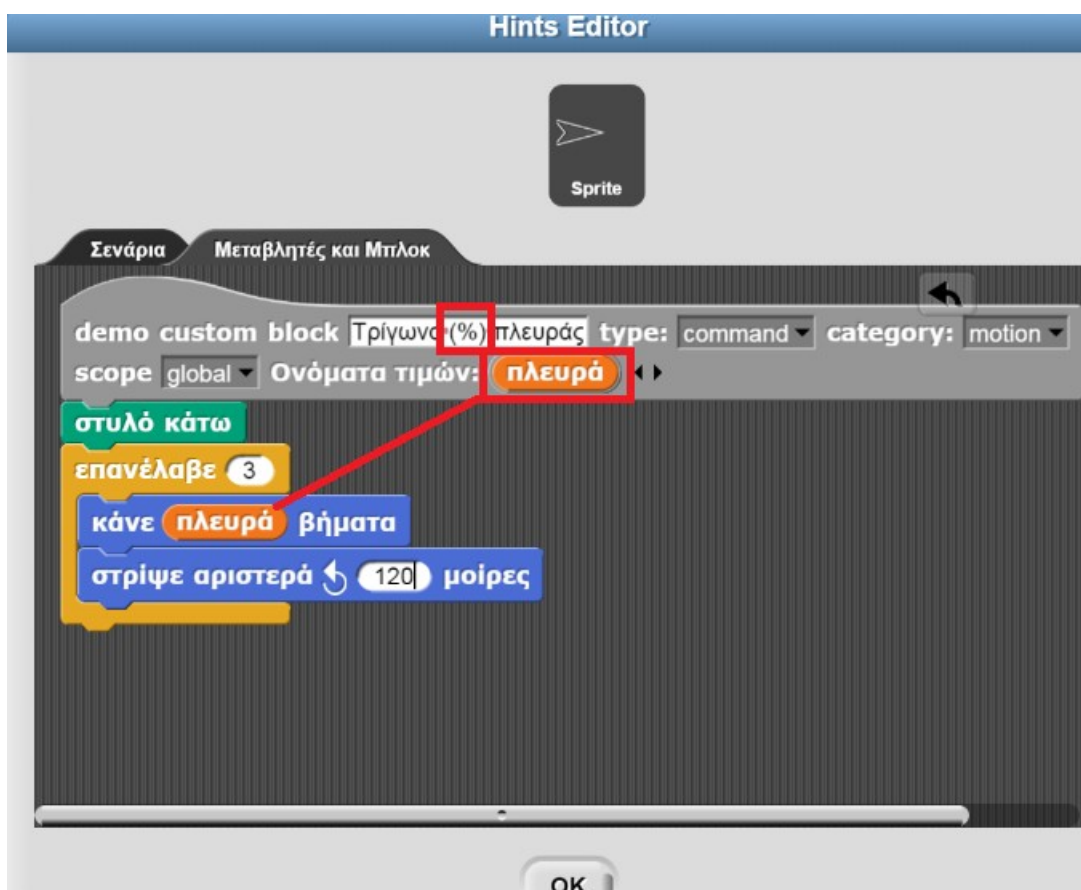 Hints Editor
Sprite
Σενάρια Μεταβλητές και Μπλοκ
demo custom block Τρίγωνο (%) πλευράς type: command category: motion
scope global Ονόματα τιμών: πλευρά
στυλό κάτω
επανέλαβε 3
κάνε πλευρά βήματα
στρίψε αριστερά 120 μοίρες
OK